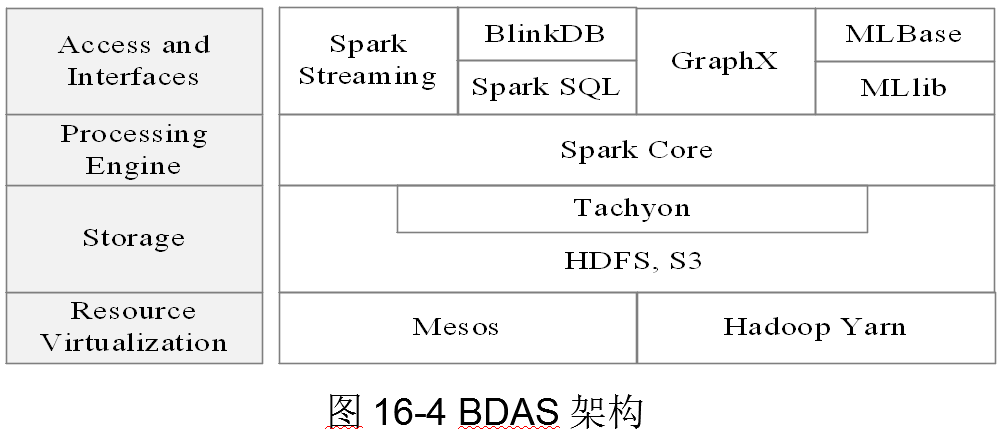 Access and
Interfaces
Spark
Streaming
BlinkDB
Spark SQL
GraphX
MLBase
MLlib
Processing
Engine
Spark Core
Storage
Tachyon
HDFS, S3
Resource
Virtualization
Mesos
Hadoop Yarn
图 16-4 BDAS 架构